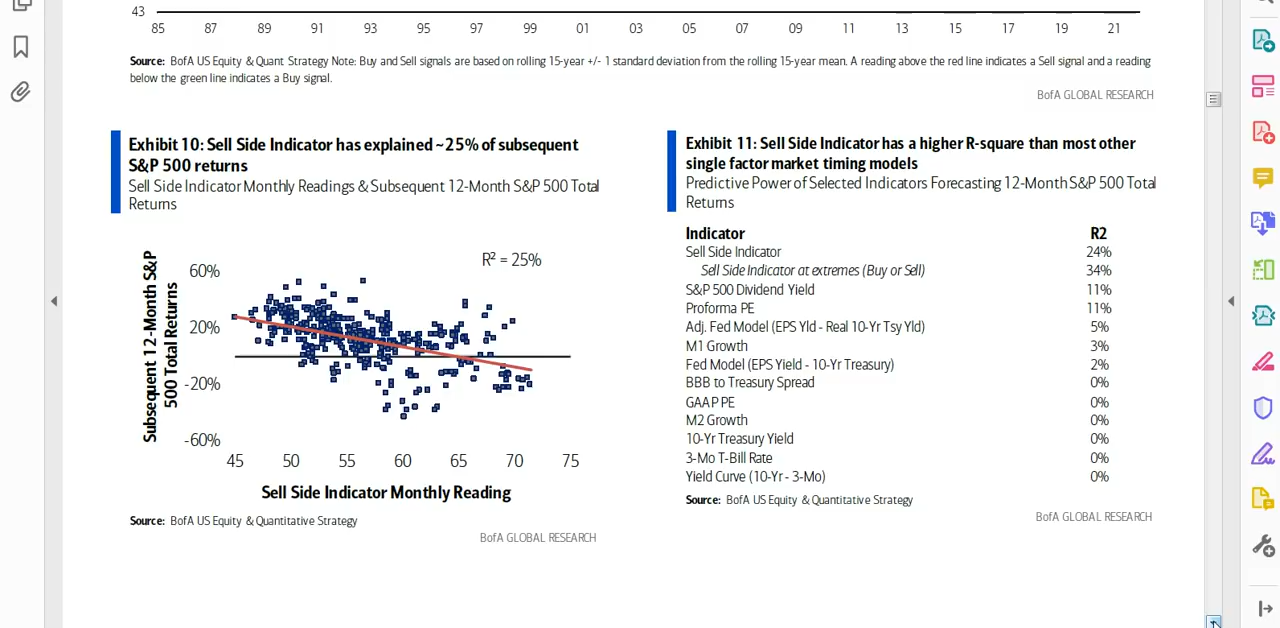 43
85 87 89 91 93 95 97 99 01 03 05 07 09 11 13 15 17 19 21
Source: BofA US Equity & Quant Strategy Note: Buy and Sell signals are based on rolling 15-year +/- 1 standard deviation from the rolling 15-year mean. A reading above the red line indicates a Sell signal and a reading
below the green line indicates a Buy signal.
BofA GLOBAL RESEARCH
Exhibit 10: Sell Side Indicator has explained ~25% of subsequent
S&P 500 returns
Sell Side Indicator Monthly Readings & Subsequent 12-Month S&P 500 Total
Returns
Subsequent 12-Month S&P
500 Total Returns
R² = 25%
60%
20%
-20%
-60%
45 50 55 60 65 70 75
Sell Side Indicator Monthly Reading
Source: BofA US Equity & Quantitative Strategy
BofA GLOBAL RESEARCH
Exhibit 11: Sell Side Indicator has a higher R-square than most other
single factor market timing models
Predictive Power of Selected Indicators Forecasting 12-Month S&P 500 Total
Returns
Indicator R2
Sell Side Indicator 24%
Sell Side Indicator at extremes (Buy or Sell) 34%
S&P 500 Dividend Yield 11%
Proforma PE 11%
Adj. Fed Model (EPS Yld - Real 10-Yr Tsy Yld) 5%
M1 Growth 3%
Fed Model (EPS Yield - 10-Yr Treasury) 2%
BBB to Treasury Spread 0%
GAAP PE 0%
M2 Growth 0%
10-Yr Treasury Yield 0%
3-Mo T-Bill Rate 0%
Yield Curve (10-Yr - 3-Mo) 0%
Source: BofA US Equity & Quantitative Strategy
BofA GLOBAL RESEARCH